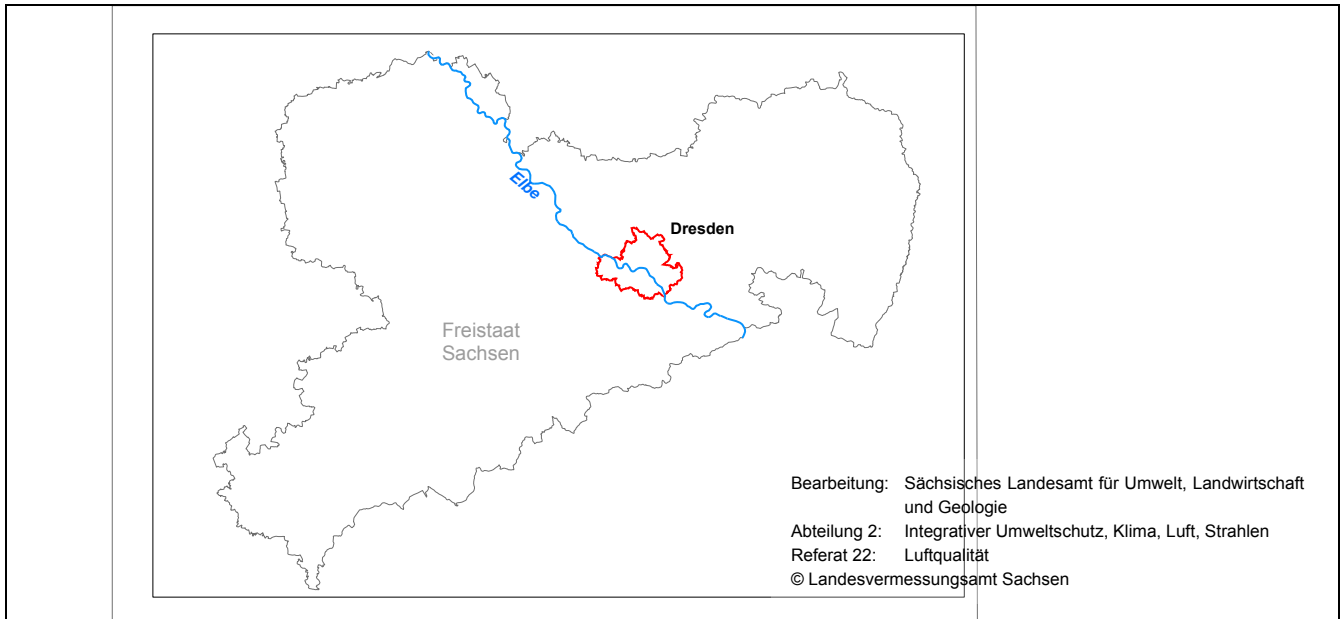 Elbe
Dresden
Freistaat
Sachsen
Bearbeitung: Sächsisches Landesamt für Umwelt, Landwirtschaft
und Geologie
Abteilung 2: Integrativer Umweltschutz, Klima, Luft, Strahlen
Referat 22: Luftqualität
© Landesvermessungsamt Sachsen